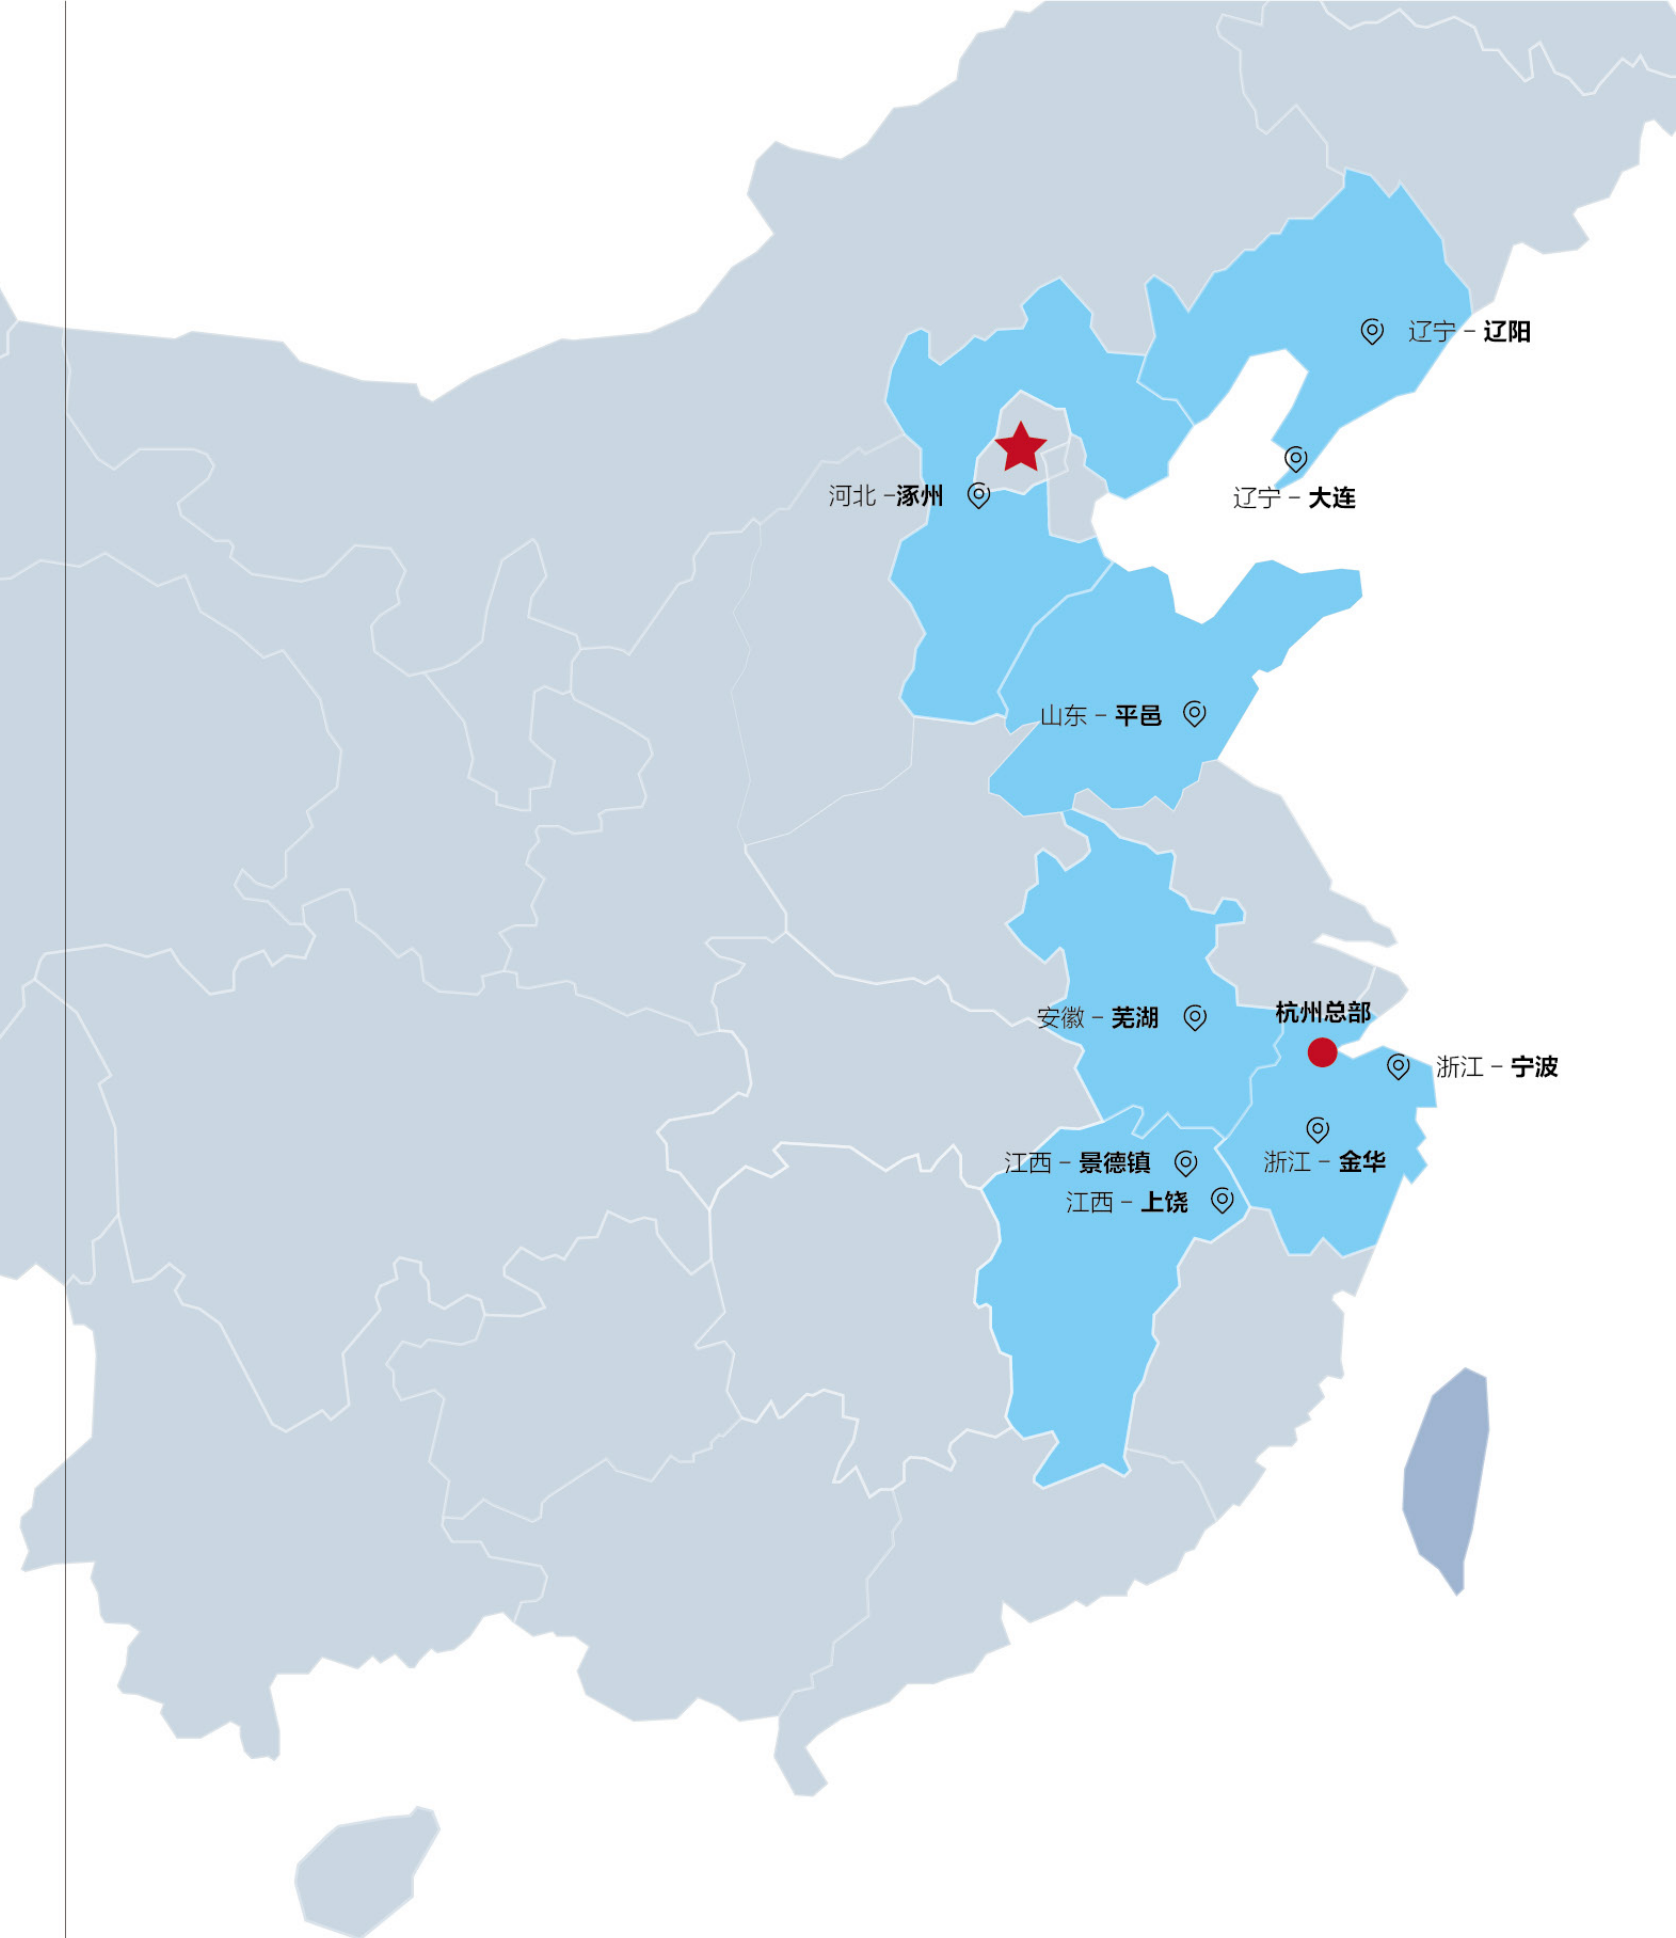 辽宁 – 辽阳
辽宁 – 大连
河北 –涿州
山东 – 平邑
安徽 – 芜湖
杭州总部
浙江 – 宁波
浙江 – 金华
江西 – 景德镇
江西 – 上饶